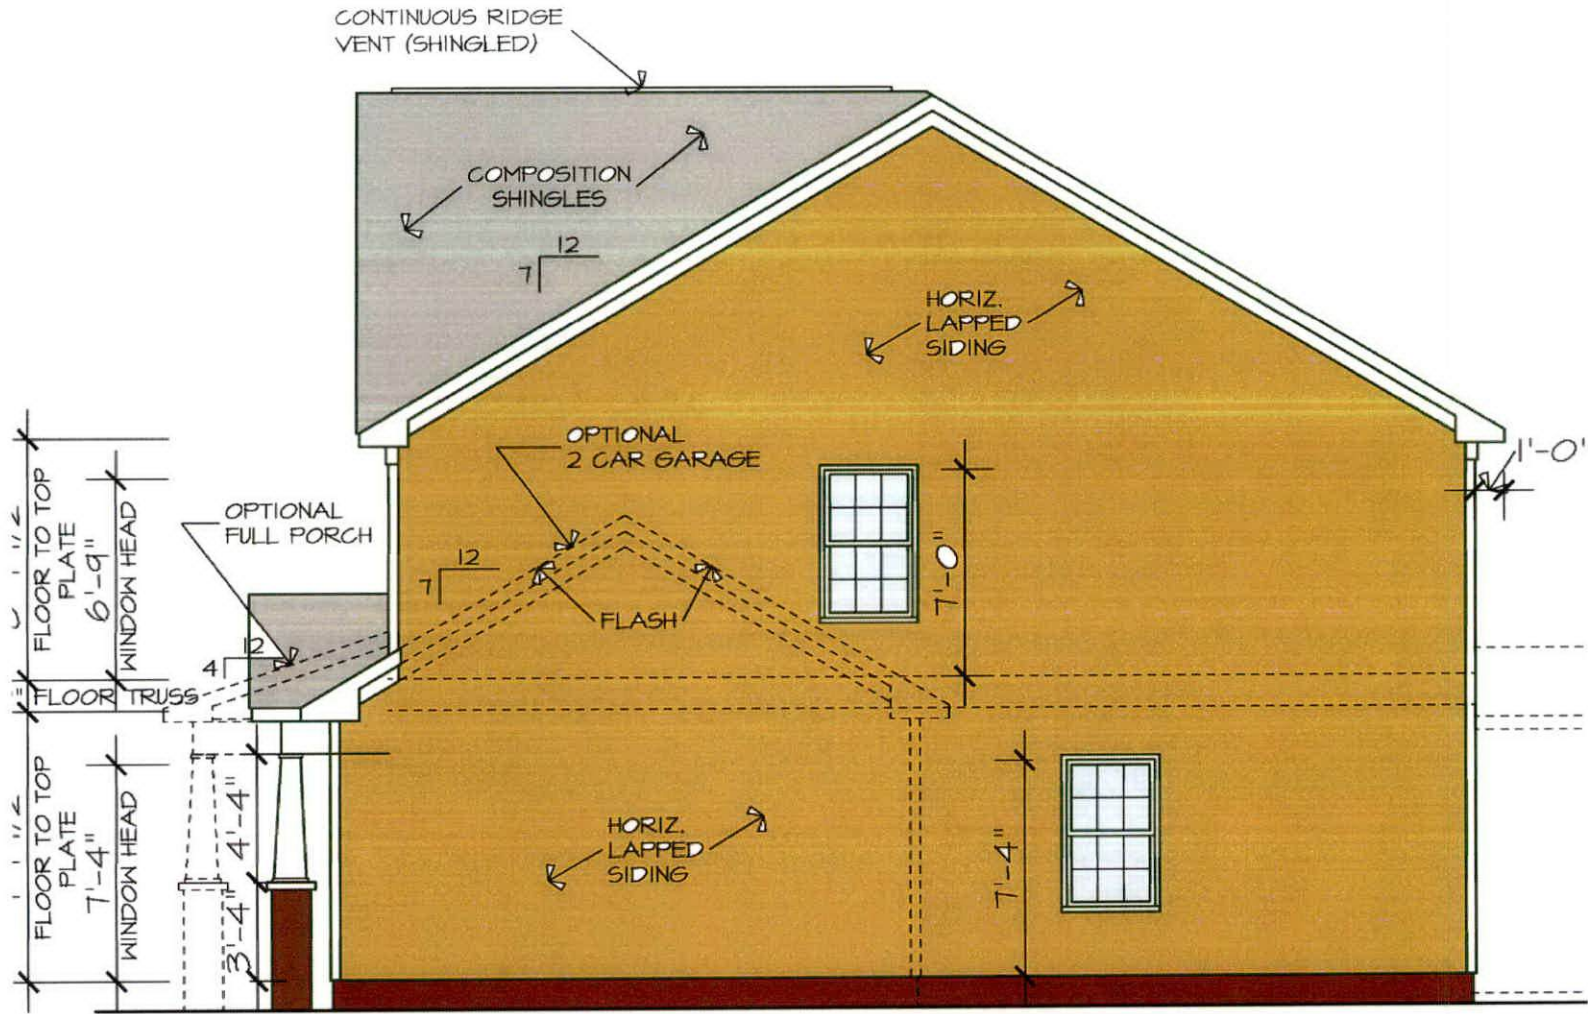 CONTINUOUS RIDGE
VENT (SHINGLED)
COMPOSITION
SHINGLES
12
7
HORIZ.
LAPPED
SIDING
OPTIONAL
2 CAR GARAGE
1'-0"
OPTIONAL
FULL PORCH
FLOOR TO TOP
PLATE
6'-9"
WINDOW HEAD
12
7
FLASH
7'-0"
12
4
FLOOR TRUSS
FLOOR TO TOP
PLATE
7'-4"
WINDOW HEAD
4'-4"
3'-4"
HORIZ.
LAPPED
SIDING
7'-4"